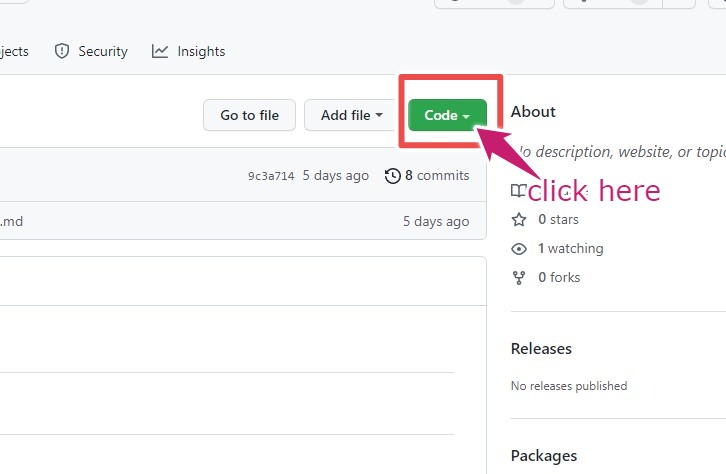 jects Security Insights
Go to file Add file Code
About
No description, website, or topic
9c3a714 5 days ago 8 commits
click here
.md 5 days ago
0 stars
1 watching
0 forks
Releases
No releases published
Packages